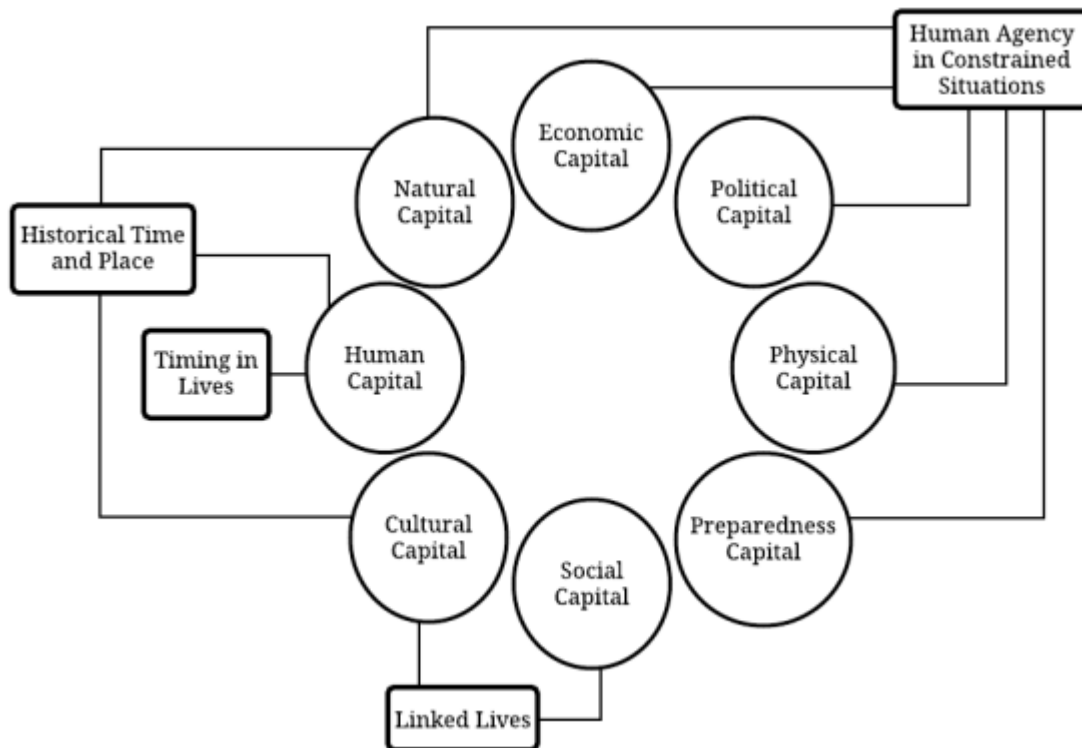 Human Agency
in Constrained
Situations
Economic
Capital
Natural
Capital
Political
Capital
Historical Time
and Place
Human
Capital
Timing in
Lives
Physical
Capital
Cultural
Capital
Preparedness
Capital
Social
Capital
Linked Lives